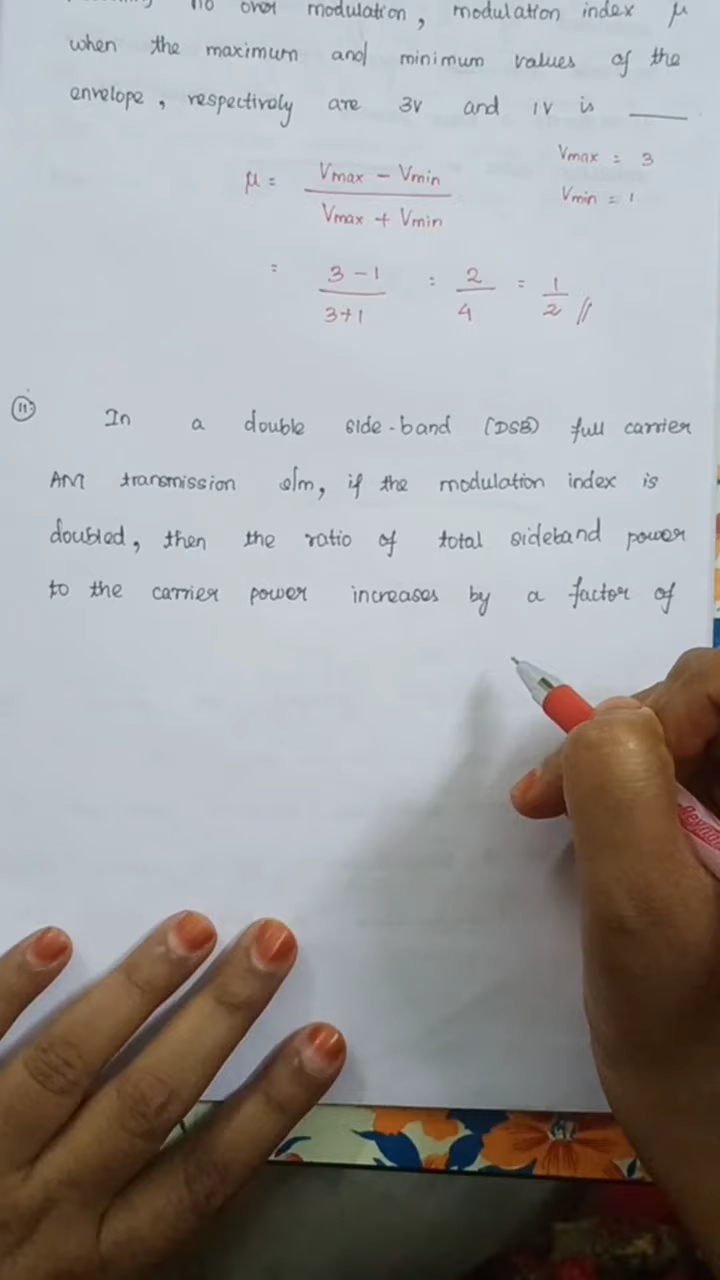 no over modulation, modulation index μ
when the maximum and minimum values of the
envelope, respectively are 3V and 1V is ____
Vmax = 3
Vmin = 1
μ = Vmax - Vmin / Vmax + Vmin
= 3-1 / 3+1 = 2/4 = 1/2 //
11. In a double side-band (DSB) full carrier
AM transmission s/m, if the modulation index is
doubled, then the ratio of total sideband power
to the carrier power increases by a factor of